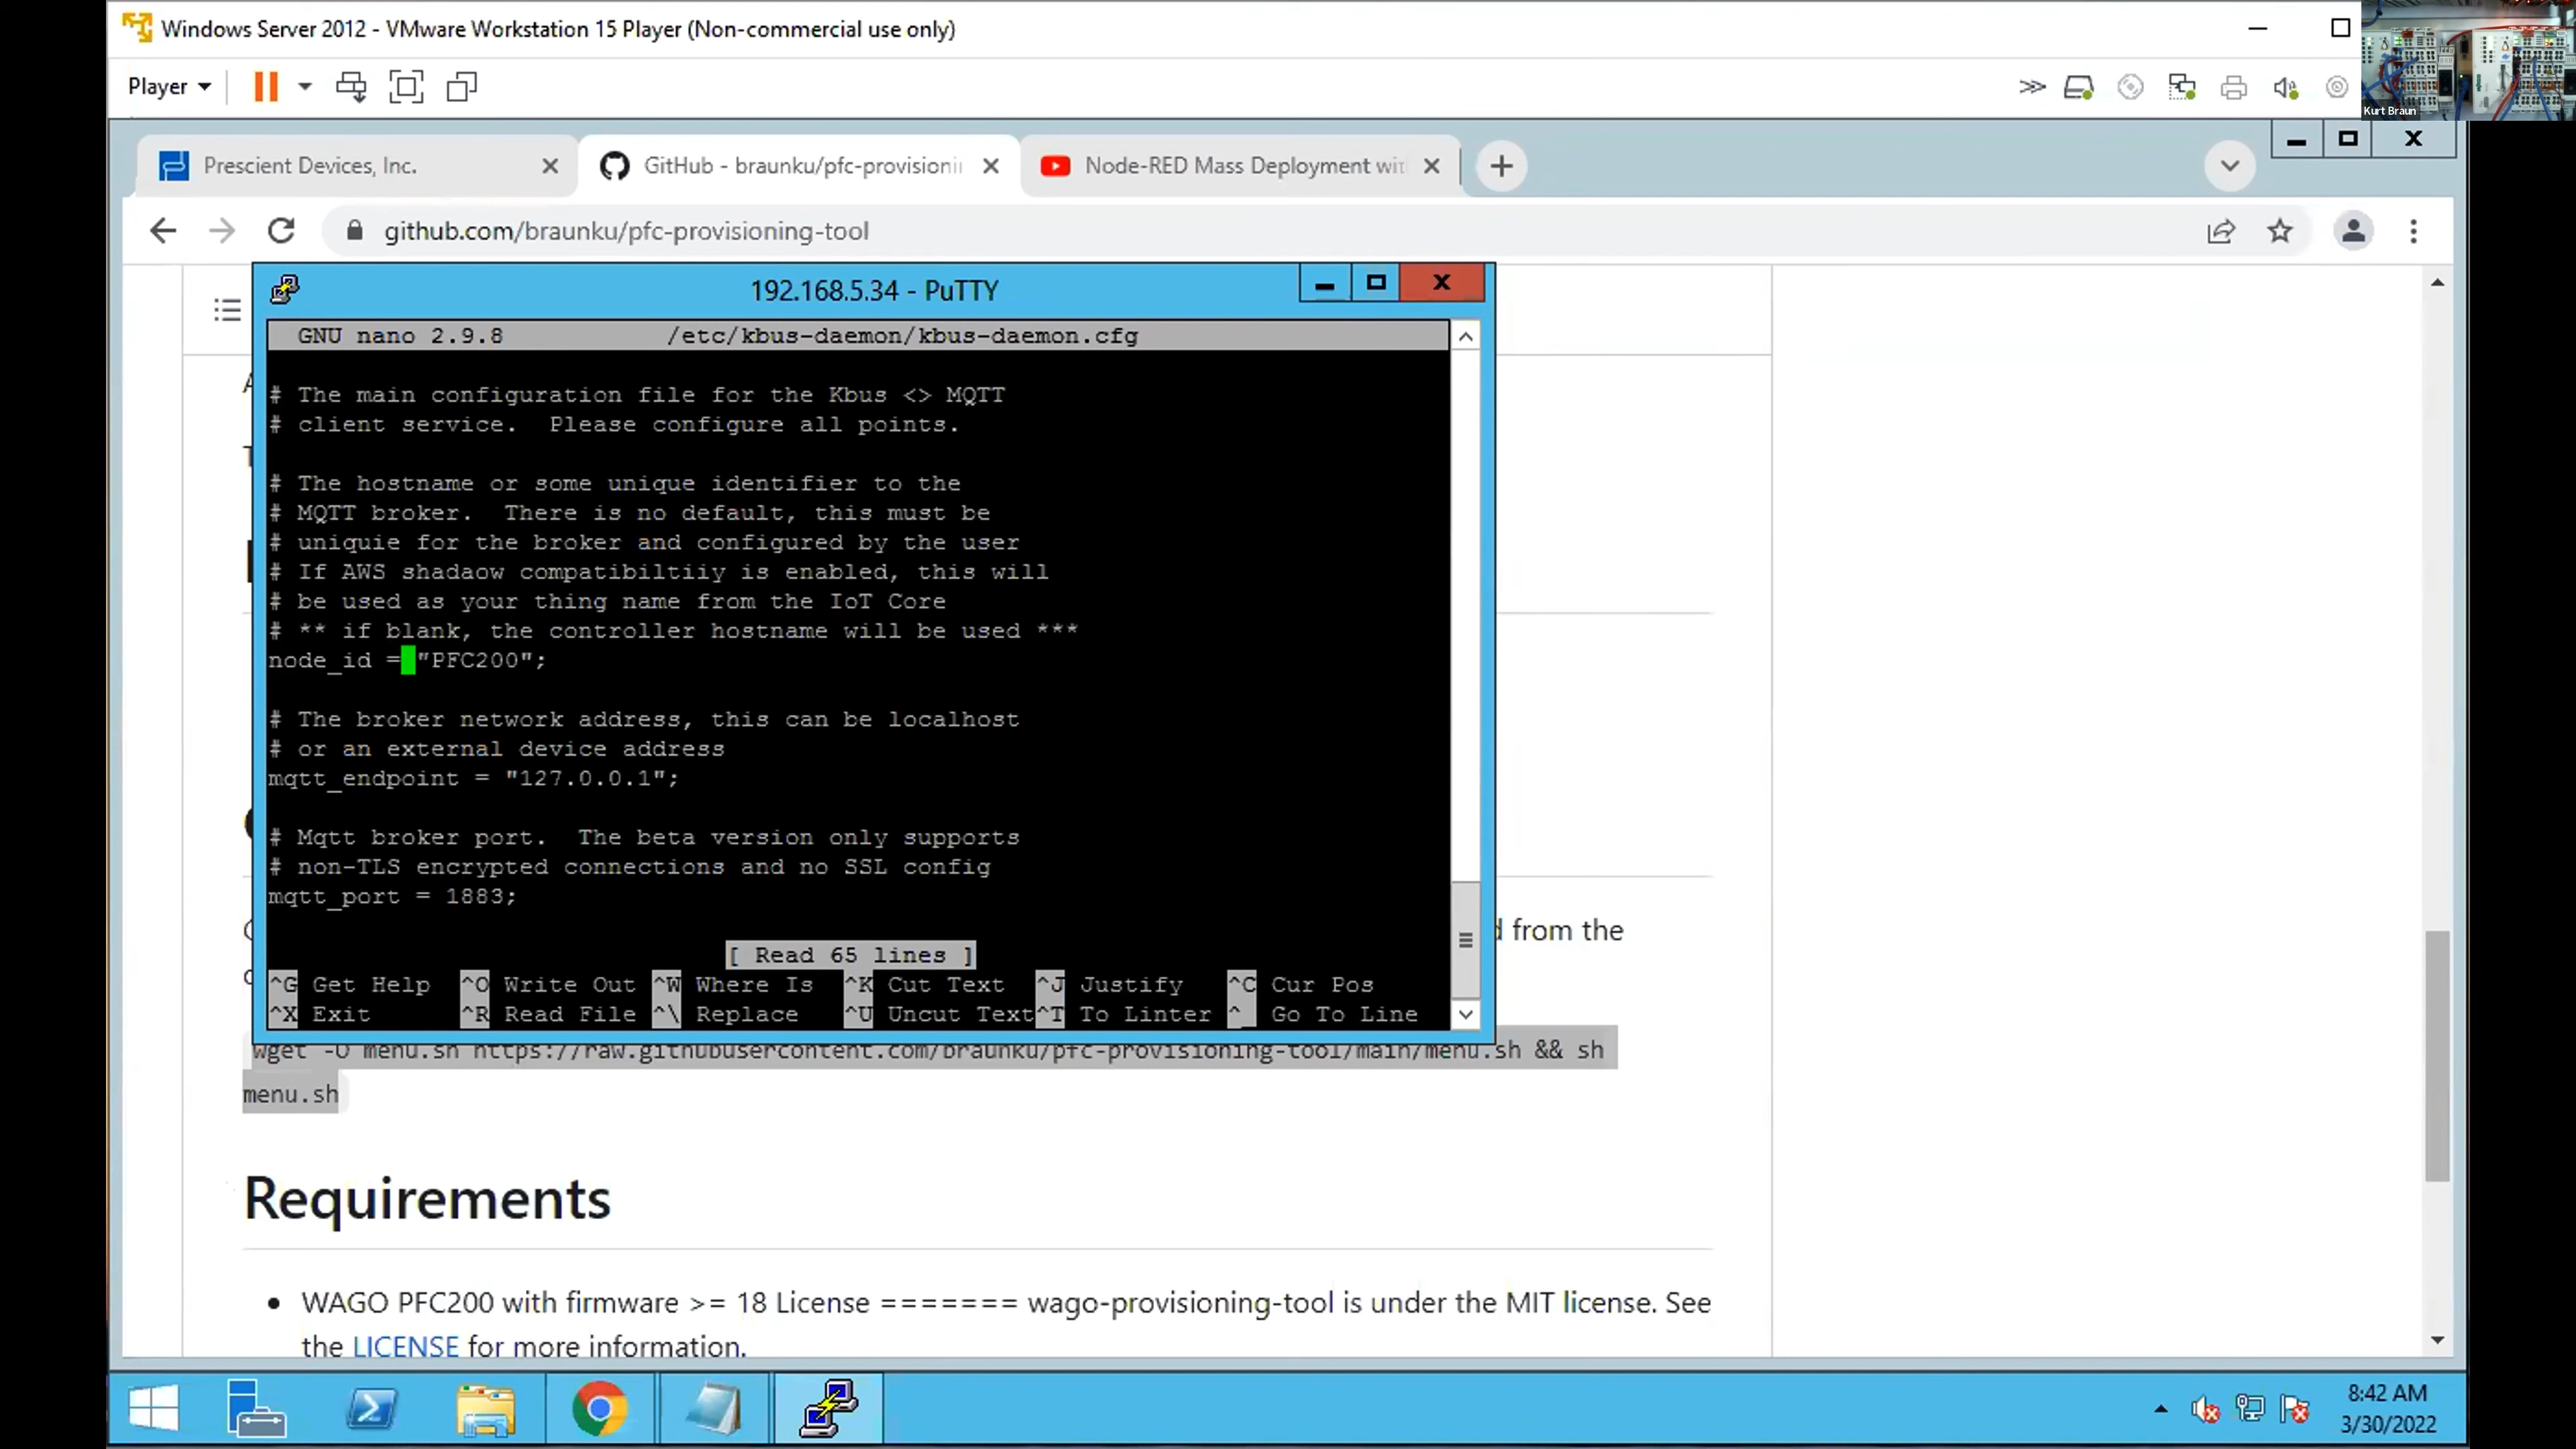 Windows Server 2012 - VMware Workstation 15 Player (Non-commercial use only)
Player
Kurt Braun
Prescient Devices, Inc.
GitHub - braunku/pfc-provisioni
Node-RED Mass Deployment wit
github.com/braunku/pfc-provisioning-tool
192.168.5.34 - PuTTY
GNU nano 2.9.8 /etc/kbus-daemon/kbus-daemon.cfg
# The main configuration file for the Kbus <> MQTT
# client service.  Please configure all points.
# The hostname or some unique identifier to the
# MQTT broker.  There is no default, this must be
# uniquie for the broker and configured by the user
# If AWS shadaow compatibiltiiy is enabled, this will
# be used as your thing name from the IoT Core
# ** if blank, the controller hostname will be used ***
node_id = "PFC200";
# The broker network address, this can be localhost
# or an external device address
mqtt_endpoint = "127.0.0.1";
# Mqtt broker port.  The beta version only supports
# non-TLS encrypted connections and no SSL config
mqtt_port = 1883;
[ Read 65 lines ]
^G Get Help ^O Write Out ^W Where Is ^K Cut Text ^J Justify ^C Cur Pos
^X Exit ^R Read File ^\ Replace ^U Uncut Text ^T To Linter ^_ Go To Line
from the
wget -O menu.sh https://raw.githubusercontent.com/braunku/pfc-provisioning-tool/main/menu.sh && sh
menu.sh
Requirements
• WAGO PFC200 with firmware >= 18 License ======= wago-provisioning-tool is under the MIT license. See
the LICENSE for more information.
8:42 AM
3/30/2022